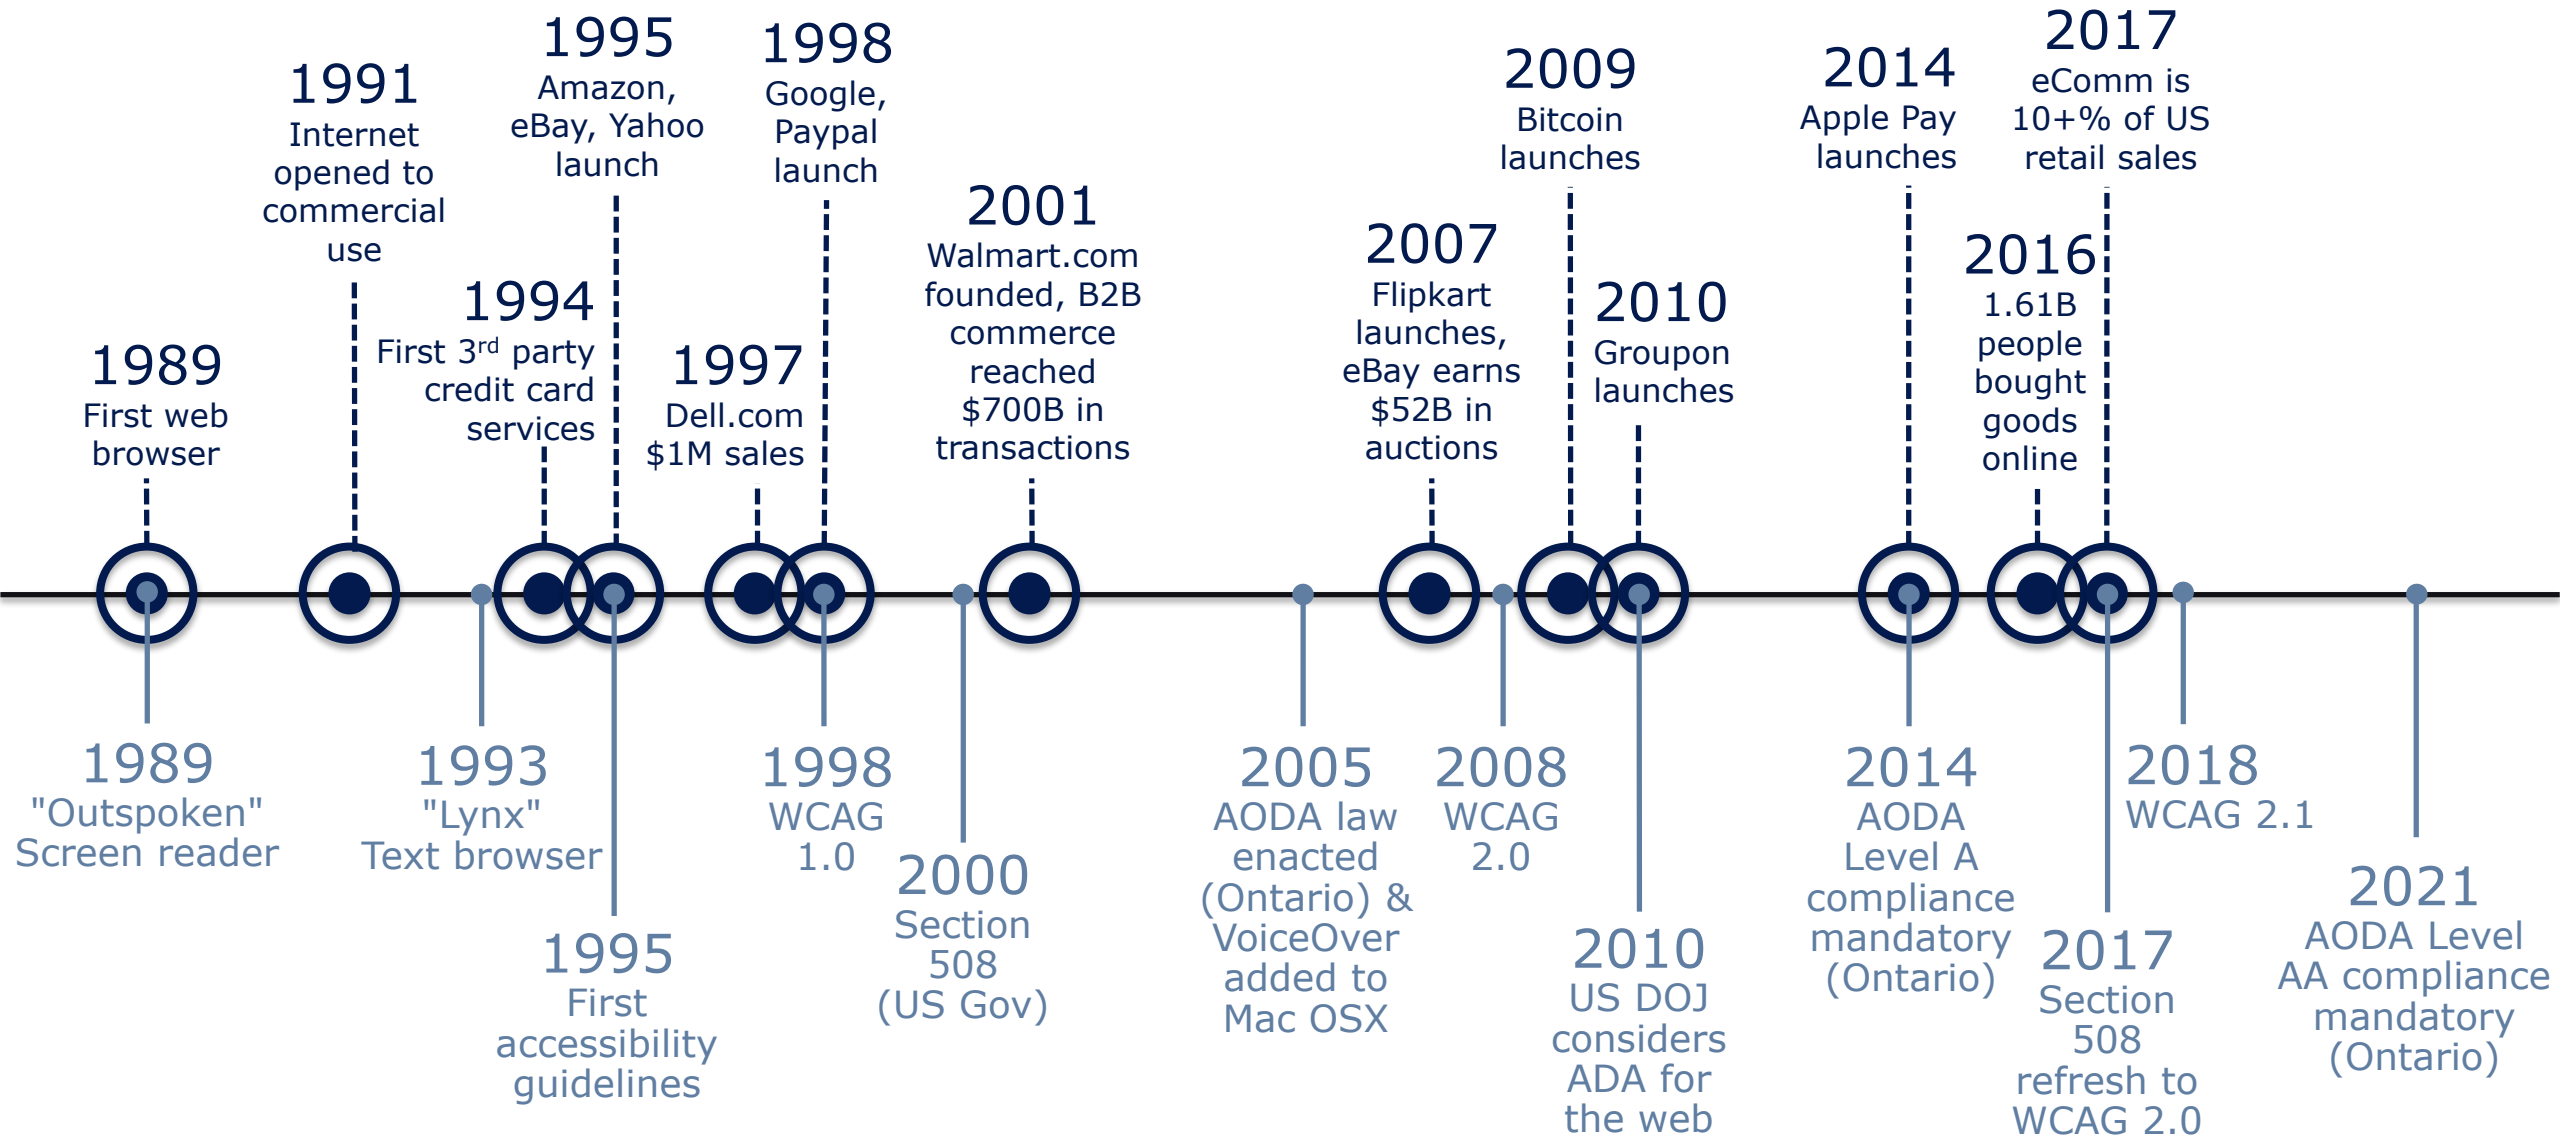 1989
First web
browser
1991
Internet
opened to
commercial
use
1994
First 3rd party
credit card
services
1995
Amazon,
eBay, Yahoo
launch
1997
Dell.com
$1M sales
1998
Google,
Paypal
launch
2001
Walmart.com
founded, B2B
commerce
reached
$700B in
transactions
2007
Flipkart
launches,
eBay earns
$52B in
auctions
2009
Bitcoin
launches
2010
Groupon
launches
2014
Apple Pay
launches
2016
1.61B
people
bought
goods
online
2017
eComm is
10+% of US
retail sales
1989
"Outspoken"
Screen reader
1993
"Lynx"
Text browser
1995
First
accessibility
guidelines
1998
WCAG
1.0
2000
Section
508
(US Gov)
2005
AODA law
enacted
(Ontario) &
VoiceOver
added to
Mac OSX
2008
WCAG
2.0
2010
US DOJ
considers
ADA for
the web
2014
AODA
Level A
compliance
mandatory
(Ontario)
2017
Section
508
refresh to
WCAG 2.0
2018
WCAG 2.1
2021
AODA Level
AA compliance
mandatory
(Ontario)